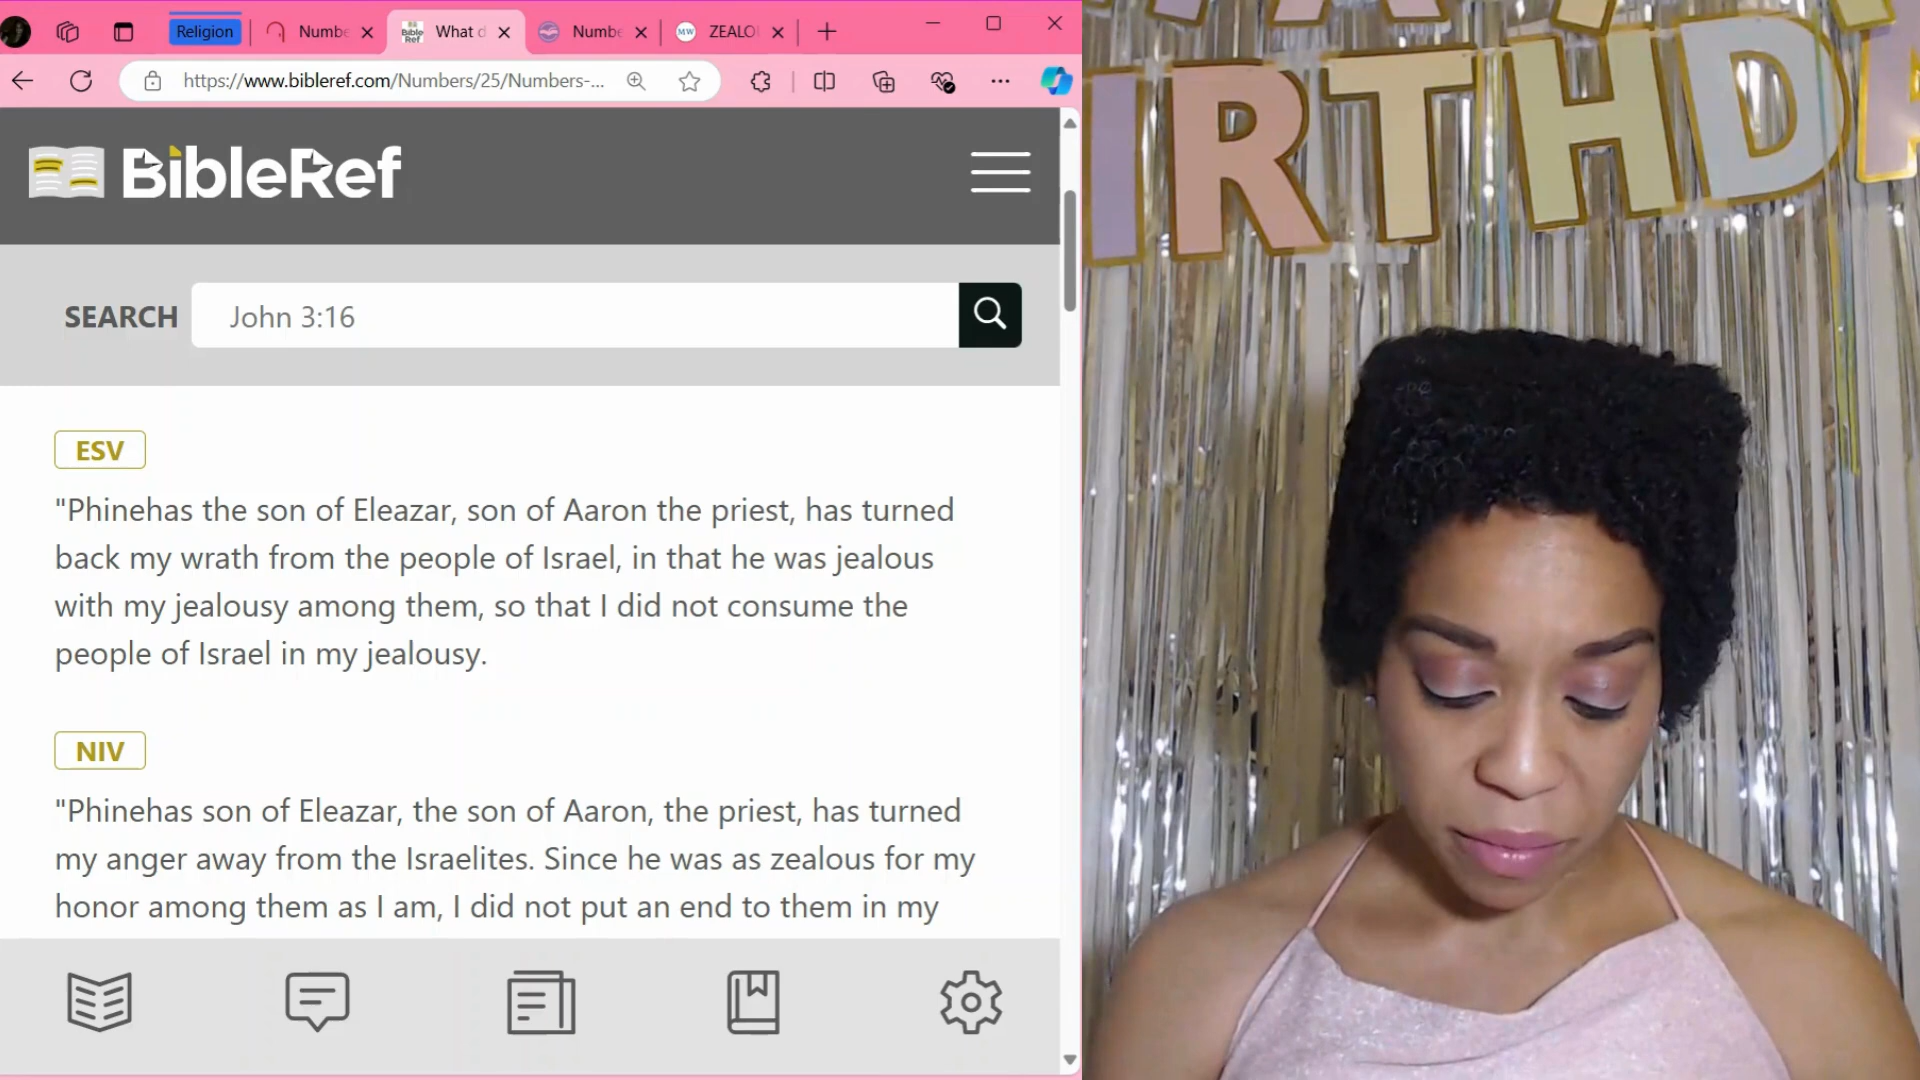 Religion
Numbe
What d
Numbe
ZEALO
https://www.bibleref.com/Numbers/25/Numbers-...
BibleRef
SEARCH
John 3:16
ESV
"Phinehas the son of Eleazar, son of Aaron the priest, has turned
back my wrath from the people of Israel, in that he was jealous
with my jealousy among them, so that I did not consume the
people of Israel in my jealousy.
NIV
"Phinehas son of Eleazar, the son of Aaron, the priest, has turned
my anger away from the Israelites. Since he was as zealous for my
honor among them as I am, I did not put an end to them in my
IRTHD